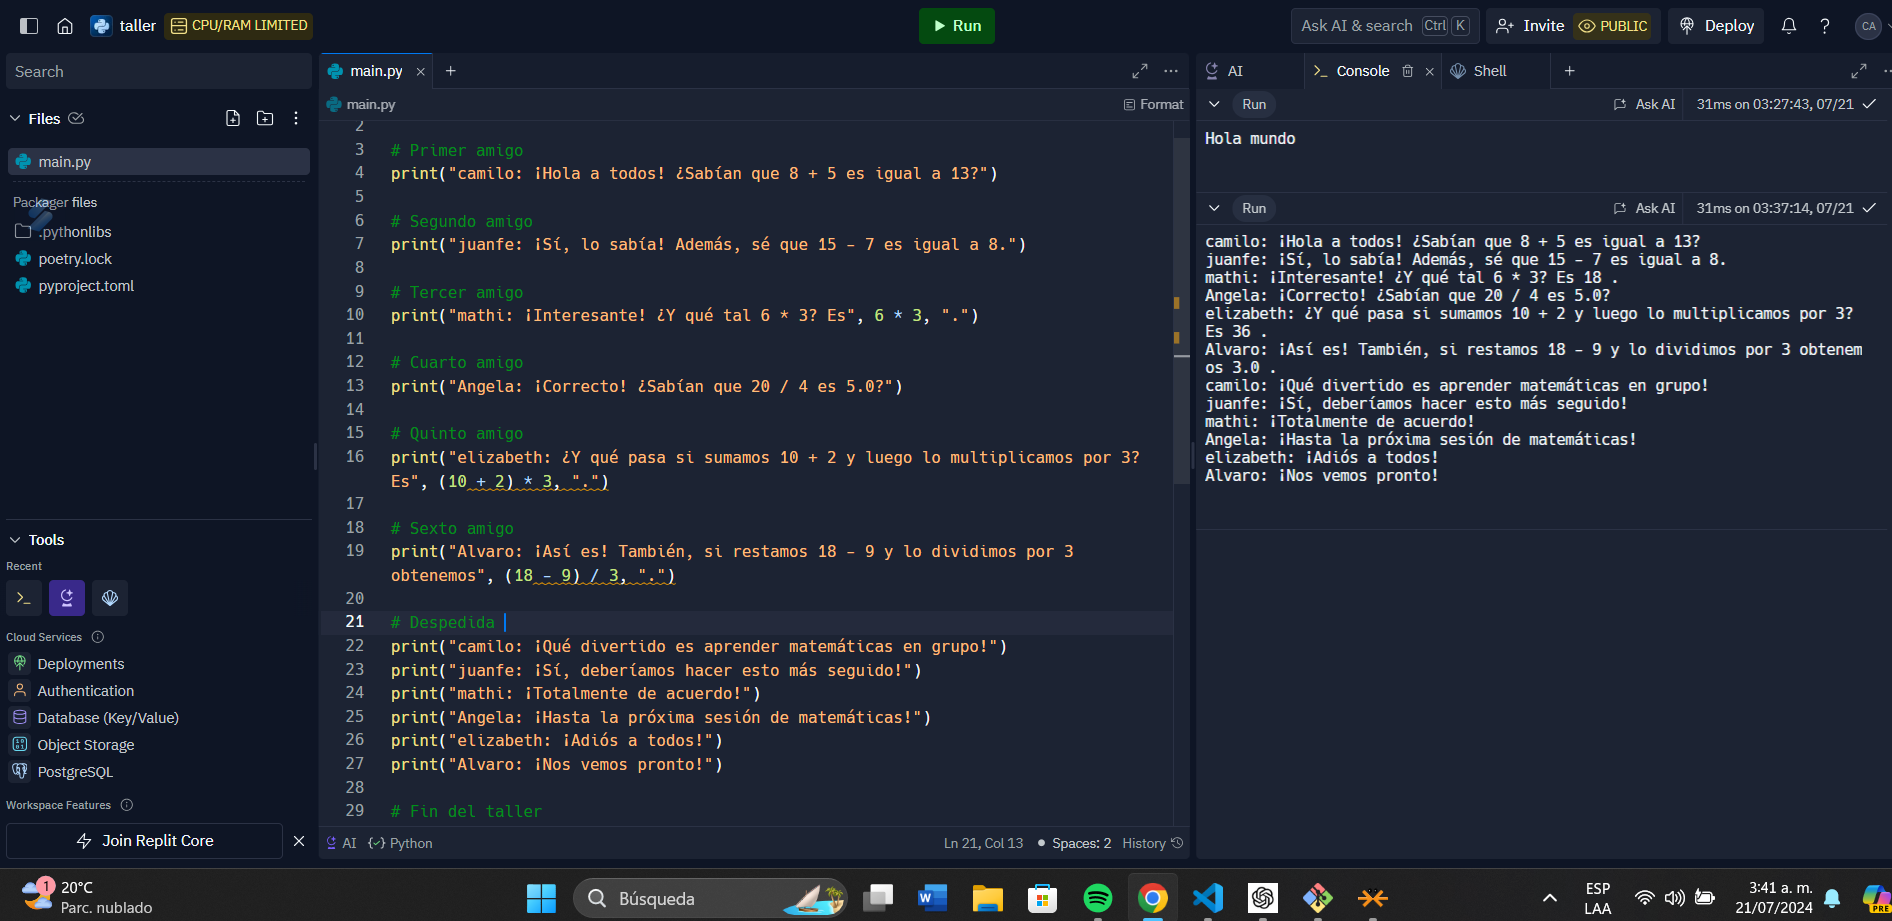 taller
CPU/RAM LIMITED
Run
Ask AI & search Ctrl K
Invite
PUBLIC
Deploy
CA
Search
Files
main.py
Packager files
.pythonlibs
poetry.lock
pyproject.toml
Tools
Recent
Cloud Services
Deployments
Authentication
Database (Key/Value)
Object Storage
PostgreSQL
Workspace Features
Join Replit Core
main.py
main.py
Format
2
3 # Primer amigo
4 print("camilo: ¡Hola a todos! ¿Sabían que 8 + 5 es igual a 13?")
5
6 # Segundo amigo
7 print("juanfe: ¡Sí, lo sabía! Además, sé que 15 - 7 es igual a 8.")
8
9 # Tercer amigo
10 print("mathi: ¡Interesante! ¿Y qué tal 6 * 3? Es", 6 * 3, ".")
11
12 # Cuarto amigo
13 print("Angela: ¡Correcto! ¿Sabían que 20 / 4 es 5.0?")
14
15 # Quinto amigo
16 print("elizabeth: ¿Y qué pasa si sumamos 10 + 2 y luego lo multiplicamos por 3?
Es", (10 + 2) * 3, ".")
17
18 # Sexto amigo
19 print("Alvaro: ¡Así es! También, si restamos 18 - 9 y lo dividimos por 3
obtenemos", (18 - 9) / 3, ".")
20
21 # Despedida
22 print("camilo: ¡Qué divertido es aprender matemáticas en grupo!")
23 print("juanfe: ¡Sí, deberíamos hacer esto más seguido!")
24 print("mathi: ¡Totalmente de acuerdo!")
25 print("Angela: ¡Hasta la próxima sesión de matemáticas!")
26 print("elizabeth: ¡Adiós a todos!")
27 print("Alvaro: ¡Nos vemos pronto!")
28
29 # Fin del taller
AI Python
Ln 21, Col 13 Spaces: 2 History
AI
Console
Shell
Run Ask AI 31ms on 03:27:43, 07/21
Hola mundo
Run Ask AI 31ms on 03:37:14, 07/21
camilo: ¡Hola a todos! ¿Sabían que 8 + 5 es igual a 13?
juanfe: ¡Sí, lo sabía! Además, sé que 15 - 7 es igual a 8.
mathi: ¡Interesante! ¿Y qué tal 6 * 3? Es 18 .
Angela: ¡Correcto! ¿Sabían que 20 / 4 es 5.0?
elizabeth: ¿Y qué pasa si sumamos 10 + 2 y luego lo multiplicamos por 3?
Es 36 .
Alvaro: ¡Así es! También, si restamos 18 - 9 y lo dividimos por 3 obtenem
os 3.0 .
camilo: ¡Qué divertido es aprender matemáticas en grupo!
juanfe: ¡Sí, deberíamos hacer esto más seguido!
mathi: ¡Totalmente de acuerdo!
Angela: ¡Hasta la próxima sesión de matemáticas!
elizabeth: ¡Adiós a todos!
Alvaro: ¡Nos vemos pronto!
1
20°C
Parc. nublado
Búsqueda
W
ESP
LAA
3:41 a. m.
21/07/2024
PRE